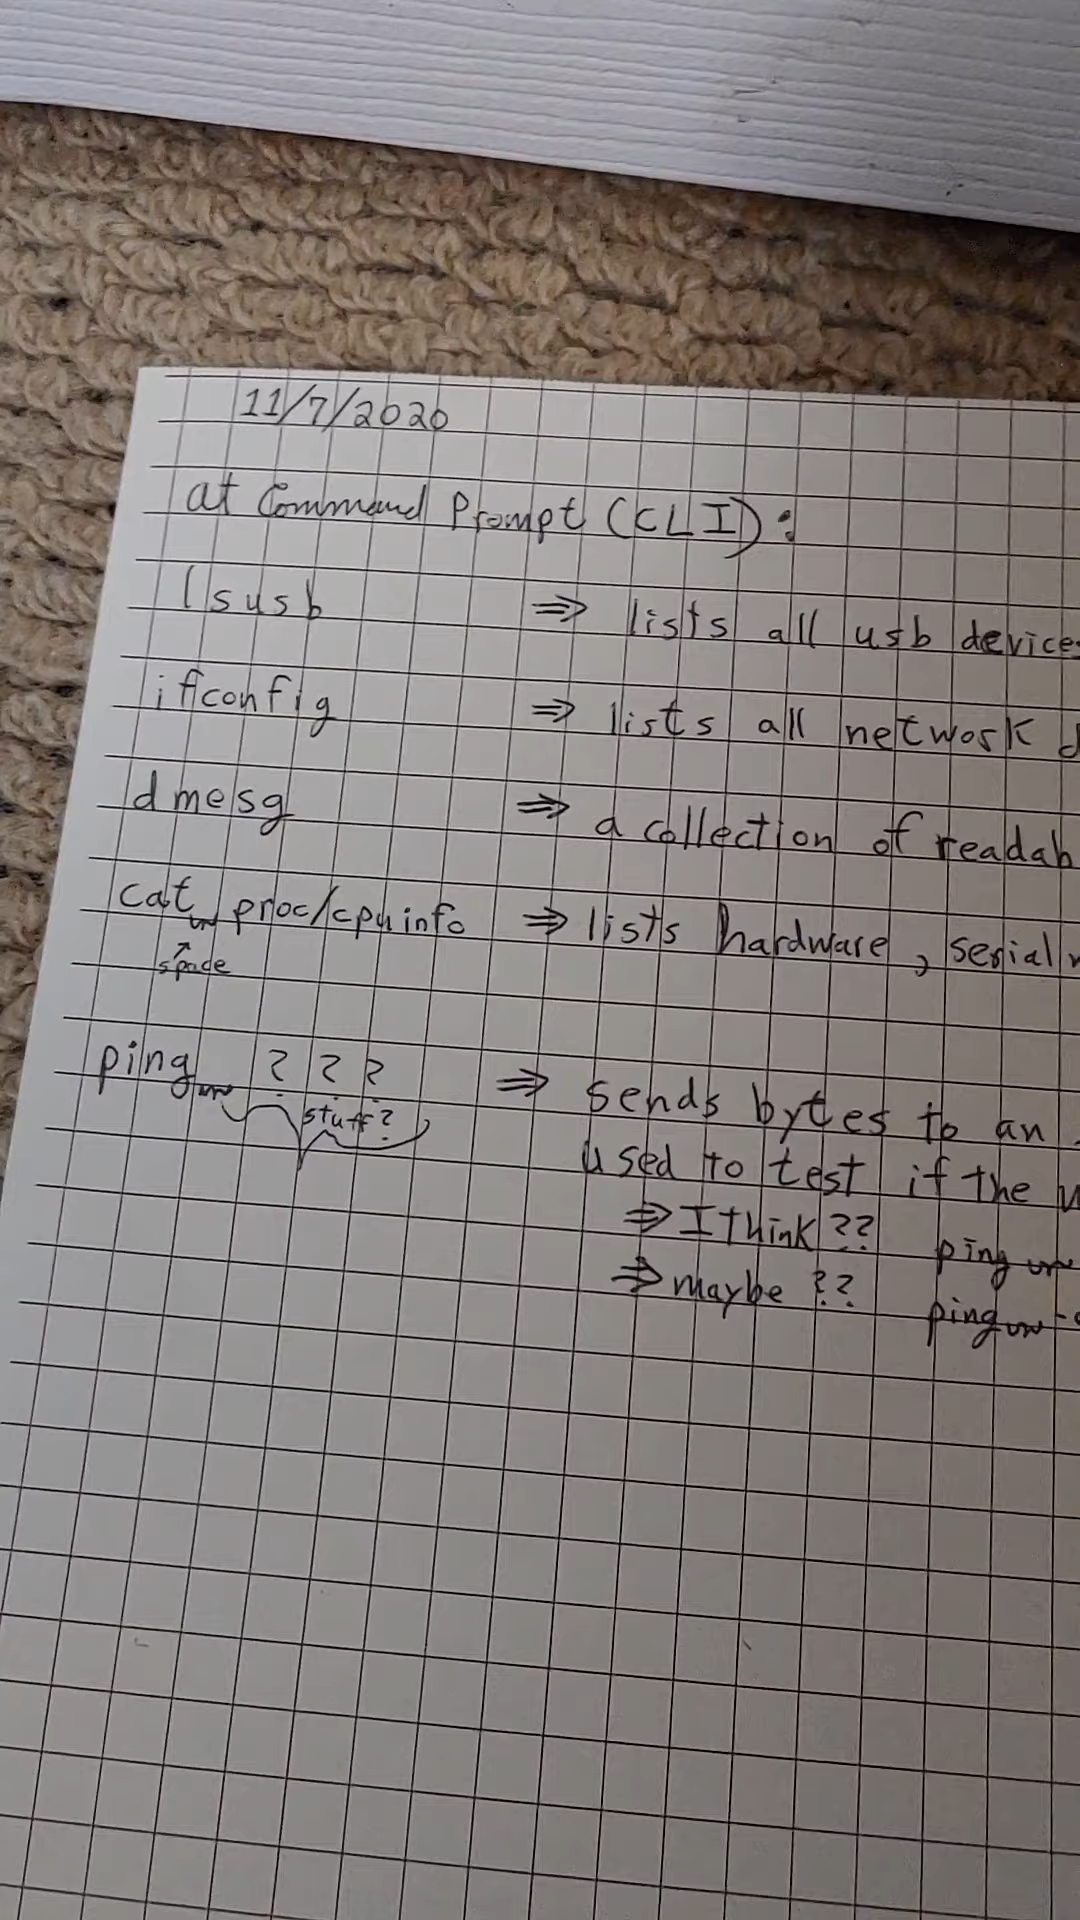 11/7/2020
at Command Prompt (CLI):
lsusb ⇒ lists all usb devices
ifconfig ⇒ lists all network
dmesg ⇒ a collection of readab
cat proc/cpuinfo ⇒ lists hardware, serial
↑
space
ping ? ? ? ⇒ sends bytes to an
stuff?
used to test if the
⇒ I think ?? ping
⇒ maybe ?? ping